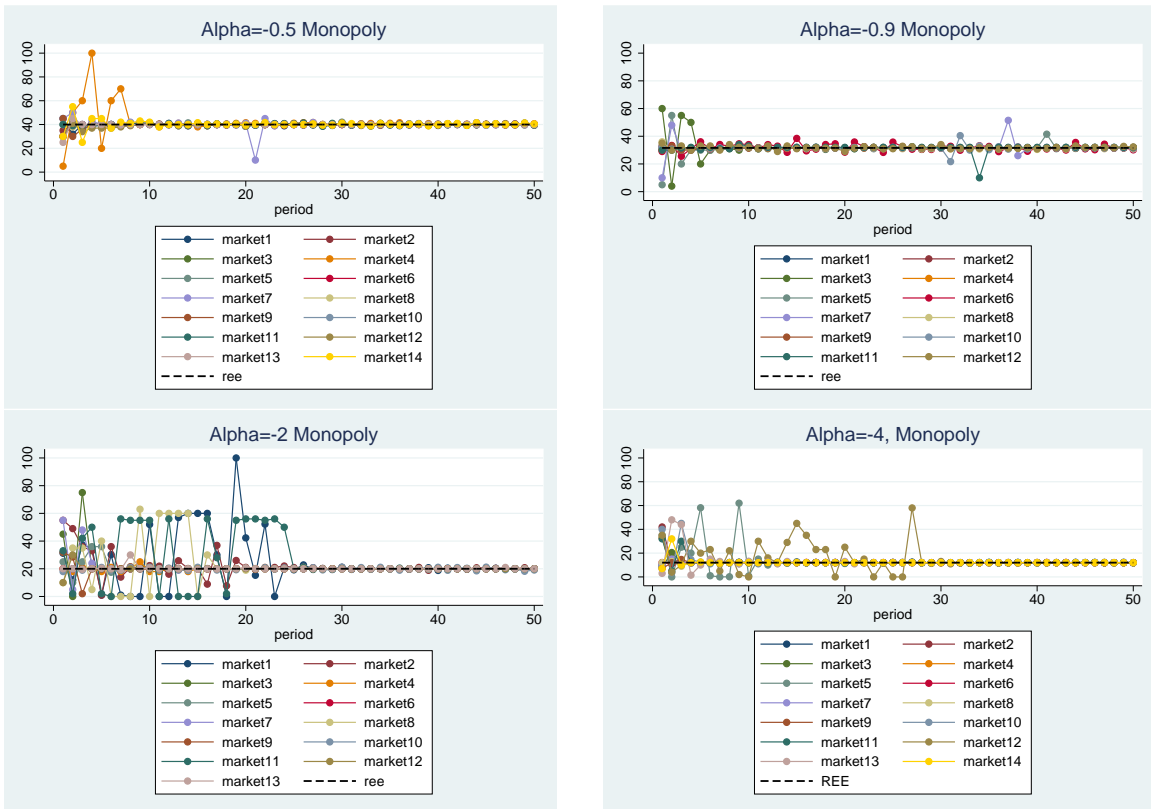 Alpha=-0.5 Monopoly
100
80
60
40
20
0
0 10 20 30 40 50
period
market1 market2
market3 market4
market5 market6
market7 market8
market9 market10
market11 market12
market13 market14
ree
Alpha=-0.9 Monopoly
100
80
60
40
20
0
0 10 20 30 40 50
period
market1 market2
market3 market4
market5 market6
market7 market8
market9 market10
market11 market12
ree
Alpha=-2 Monopoly
100
80
60
40
20
0
0 10 20 30 40 50
period
market1 market2
market3 market4
market5 market6
market7 market8
market9 market10
market11 market12
market13 ree
Alpha=-4, Monopoly
100
80
60
40
20
0
0 10 20 30 40 50
period
market1 market2
market3 market4
market5 market6
market7 market8
market9 market10
market11 market12
market13 market14
REE